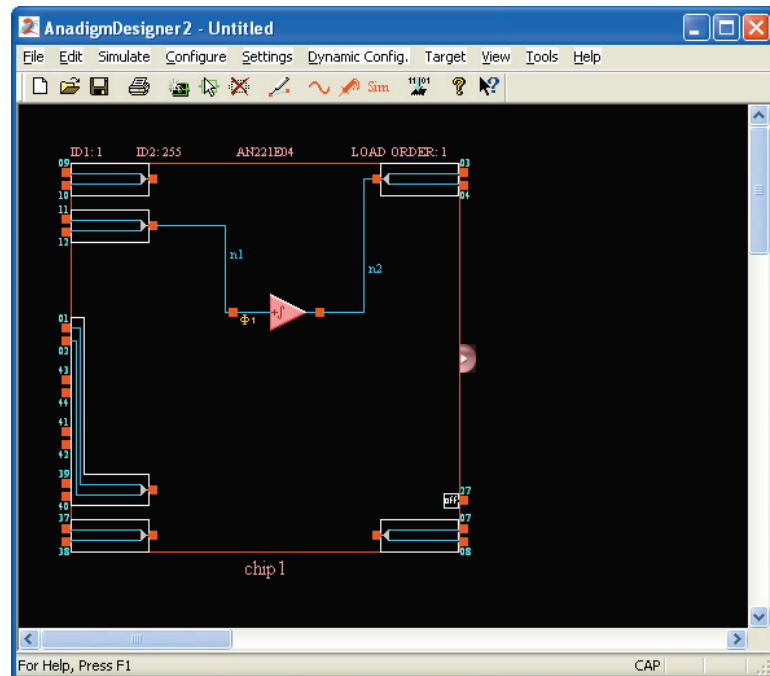 AnadigmDesigner2 - Untitled
File Edit Simulate Configure Settings Dynamic Config. Target View Tools Help
Sim
ID1:1 ID2:255 AN221E04 LOAD ORDER:1
09 03
10 04
11
12
n1
n2
Φ1
+∫
01
02
43
44
41
42
39
40
37
38
27
off
07
08
chip1
For Help, Press F1 CAP